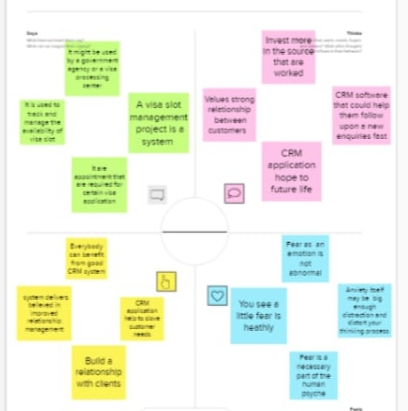 Says
Thinks
It might be used
by a government
agency or a visa
processing
center
It is used to
track and
manage the
availability of
visa slot
A visa slot
management
project is a
system
It are
appointment that
are required for
certain visa
application
Invest more
in the source
that are
worked
Values strong
relationship
between
customers
CRM software
that could help
them follow
upon a new
enquiries fast
CRM
application
hope to
future life
Everybody
can benefit
from good
CRM system
system delivers
believed in
improved
relationship
management
CRM
application
help to slove
customer
needs
Build a
relationship
with clients
Fear as an
emotion is
not
abnormal
You see a
little fear is
heathly
Anxiety itself
may be big
enough
distraction and
distort your
thinking process
Fear is a
necessary
part of the
human
psyche
Feels